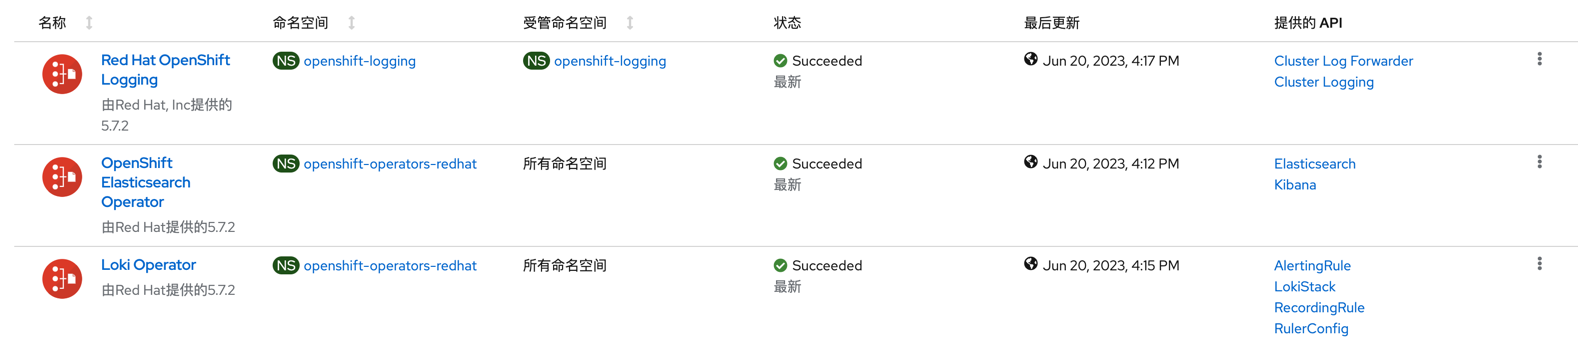 名称 命名空间 受管命名空间 状态 最后更新 提供的 API
Red Hat OpenShift Logging
由Red Hat, Inc提供的
5.7.2
NS openshift-logging
NS openshift-logging
Succeeded
最新
Jun 20, 2023, 4:17 PM
Cluster Log Forwarder
Cluster Logging
OpenShift
Elasticsearch
Operator
由Red Hat提供的5.7.2
NS openshift-operators-redhat
所有命名空间
Succeeded
最新
Jun 20, 2023, 4:12 PM
Elasticsearch
Kibana
Loki Operator
由Red Hat提供的5.7.2
NS openshift-operators-redhat
所有命名空间
Succeeded
最新
Jun 20, 2023, 4:15 PM
AlertingRule
LokiStack
RecordingRule
RulerConfig